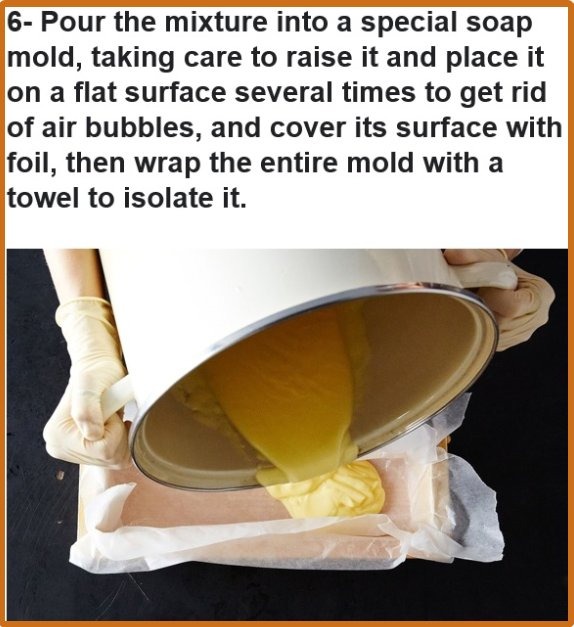 6- Pour the mixture into a special soap
mold, taking care to raise it and place it
on a flat surface several times to get rid
of air bubbles, and cover its surface with
foil, then wrap the entire mold with a
towel to isolate it.